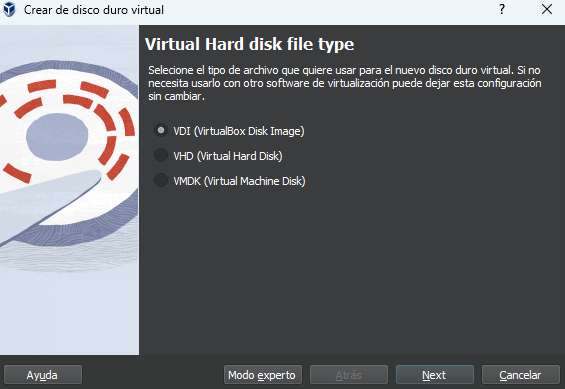 Crear de disco duro virtual
Virtual Hard disk file type
Selecione el tipo de archivo que quiere usar para el nuevo disco duro virtual. Si no
necesita usarlo con otro software de virtualización puede dejar esta configuración
sin cambiar.
VDI (VirtualBox Disk Image)
VHD (Virtual Hard Disk)
VMDK (Virtual Machine Disk)
Ayuda
Modo experto
Atrás
Next
Cancelar